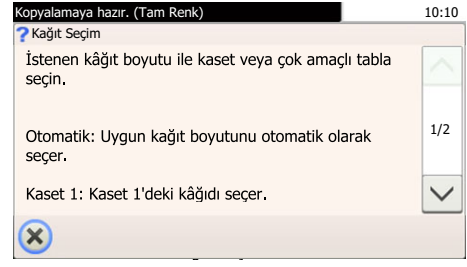 Kopyalamaya hazır. (Tam Renk)
10:10
?Kağıt Seçim
İstenen kâğıt boyutu ile kaset veya çok amaçlı tabla
seçin.
Otomatik: Uygun kağıt boyutunu otomatik olarak
seçer.
1/2
Kaset 1: Kaset 1'deki kâğıdı seçer.